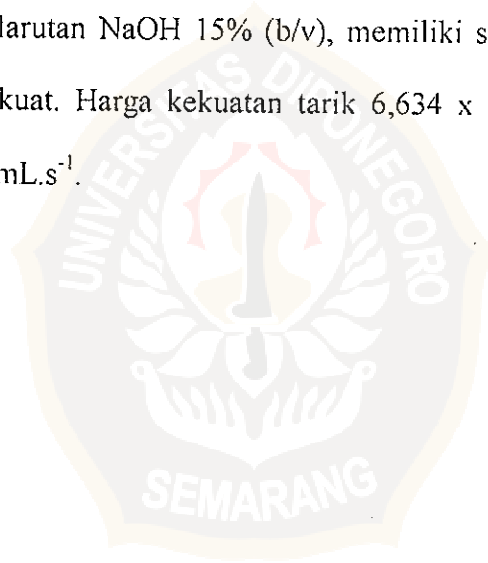 larutan NaOH 15% (b/v), memiliki s
kuat. Harga kekuatan tarik 6,634 x
mL.s⁻¹.
UNIVERSITAS DIPONEGORO
SEMARANG